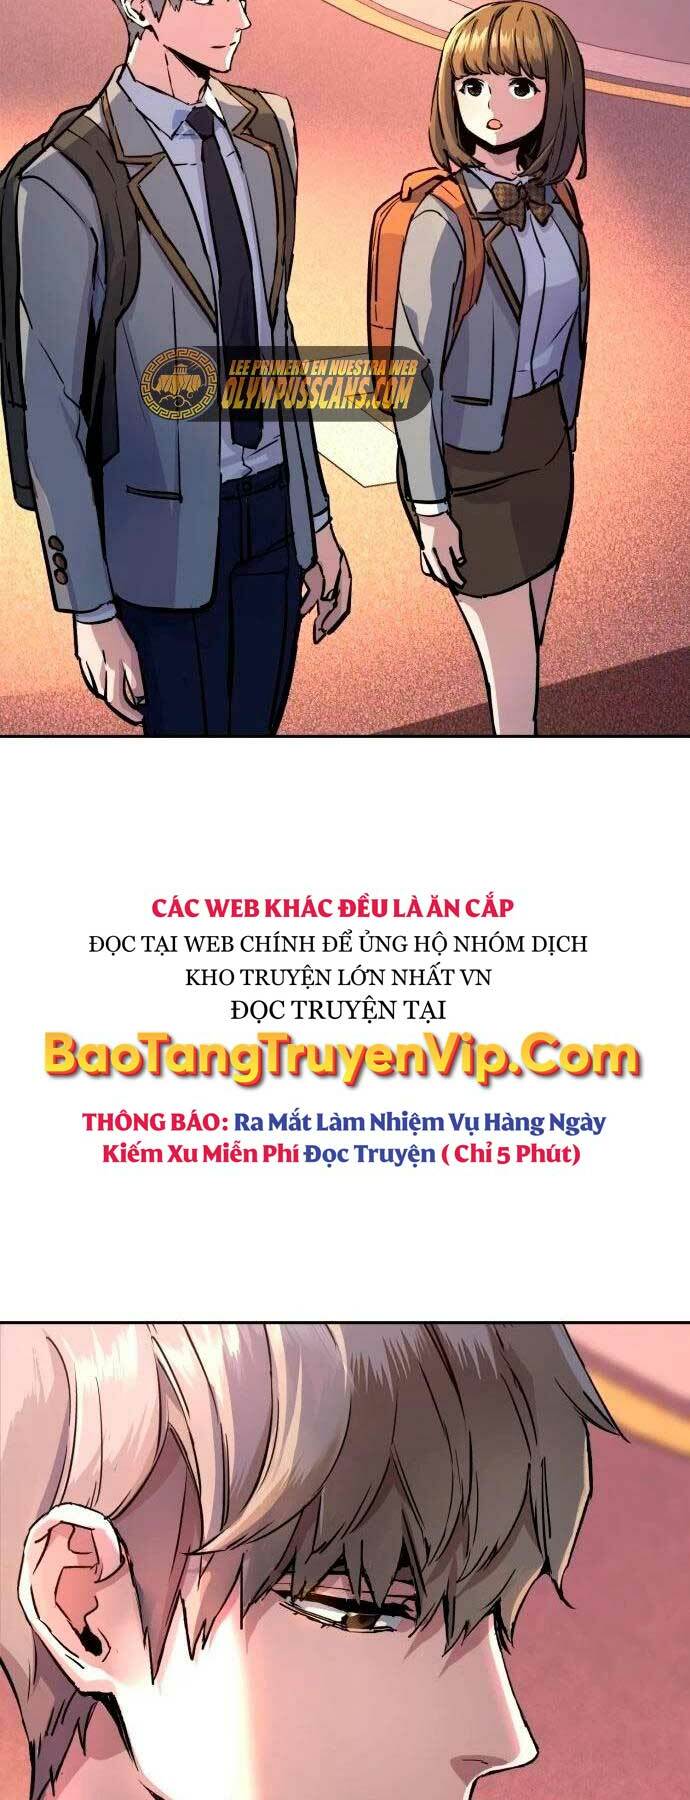 LEE PRIMERO EN NUESTRA WEB
OLYMPUSSCANS.COM
CÁC WEB KHÁC ĐỀU LÀ ĂN CẮP
ĐỌC TẠI WEB CHÍNH ĐỂ ỦNG HỘ NHÓM DỊCH
KHO TRUYỆN LỚN NHẤT VN
ĐỌC TRUYỆN TẠI
BaoTangTruyenVip.Com
THÔNG BÁO: Ra Mắt Làm Nhiệm Vụ Hàng Ngày
Kiếm Xu Miễn Phí Đọc Truyện ( Chỉ 5 Phút)